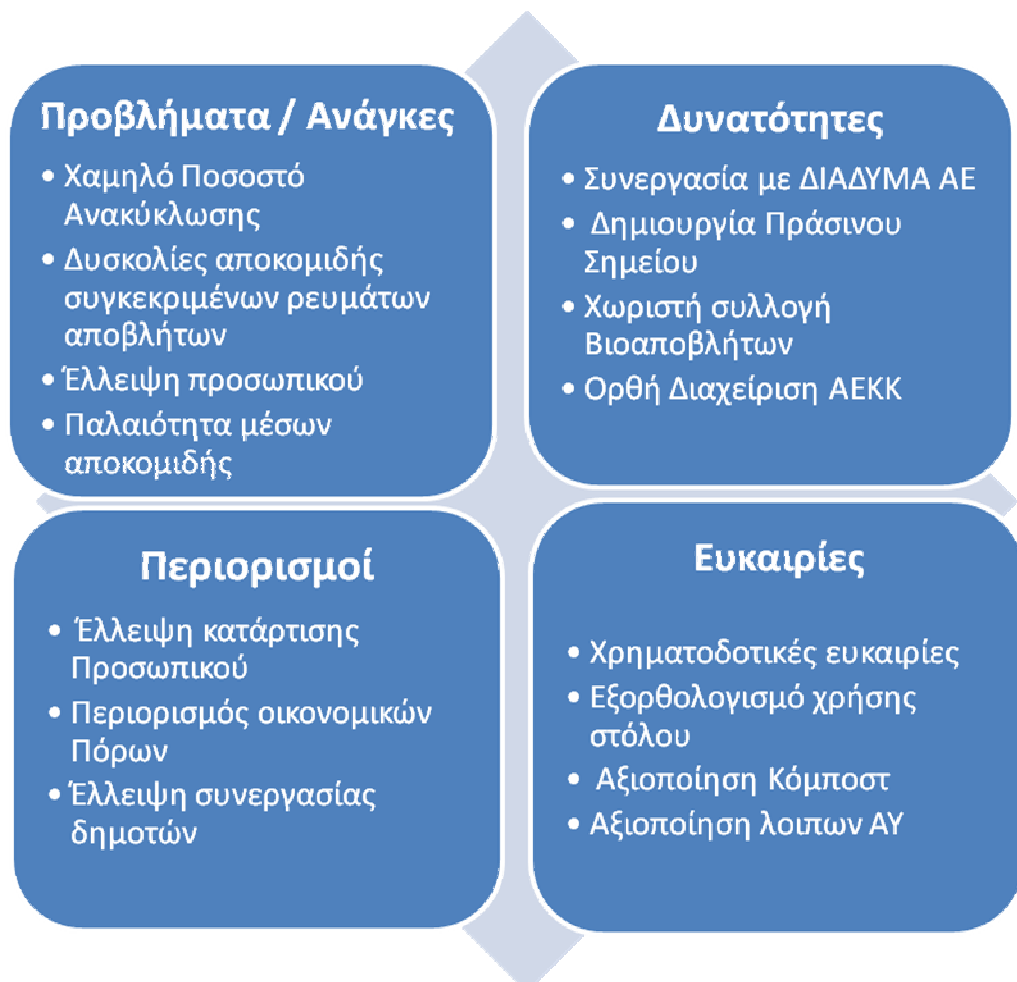 Προβλήματα / Ανάγκες
• Χαμηλό Ποσοστό
Ανακύκλωσης
• Δυσκολίες αποκομιδής
συγκεκριμένων ρευμάτων
αποβλήτων
• Έλλειψη προσωπικού
• Παλαιότητα μέσων
αποκομιδής
Δυνατότητες
• Συνεργασία με ΔΙΑΔΥΜΑ ΑΕ
• Δημιουργία Πράσινου
Σημείου
• Χωριστή συλλογή
Βιοαποβλήτων
• Ορθή Διαχείριση ΑΕΚΚ
Περιορισμοί
• Έλλειψη κατάρτισης
Προσωπικού
• Περιορισμός οικονομικών
Πόρων
• Έλλειψη συνεργασίας
δημοτών
Ευκαιρίες
• Χρηματοδοτικές ευκαιρίες
• Εξορθολογισμό χρήσης
στόλου
• Αξιοποίηση Κόμποστ
• Αξιοποίηση λοιπων ΑΥ